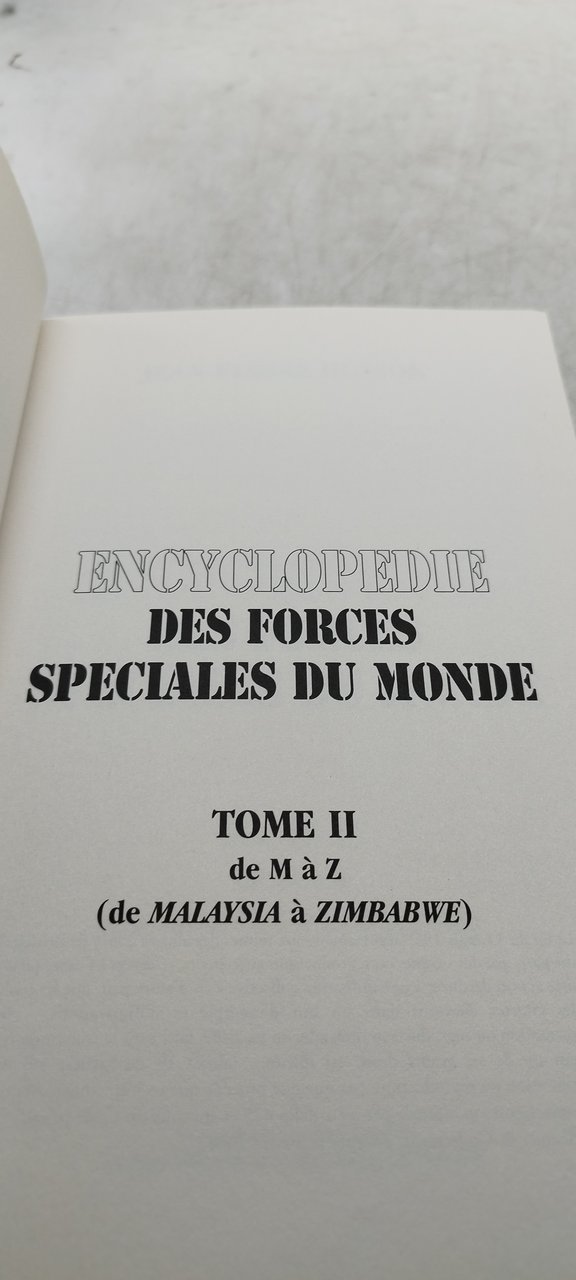 ENCYCLOPEDIE
DES FORCES
SPECIALES DU MONDE
TOME II
de M à Z
(de MALAYSIA à ZIMBABWE)